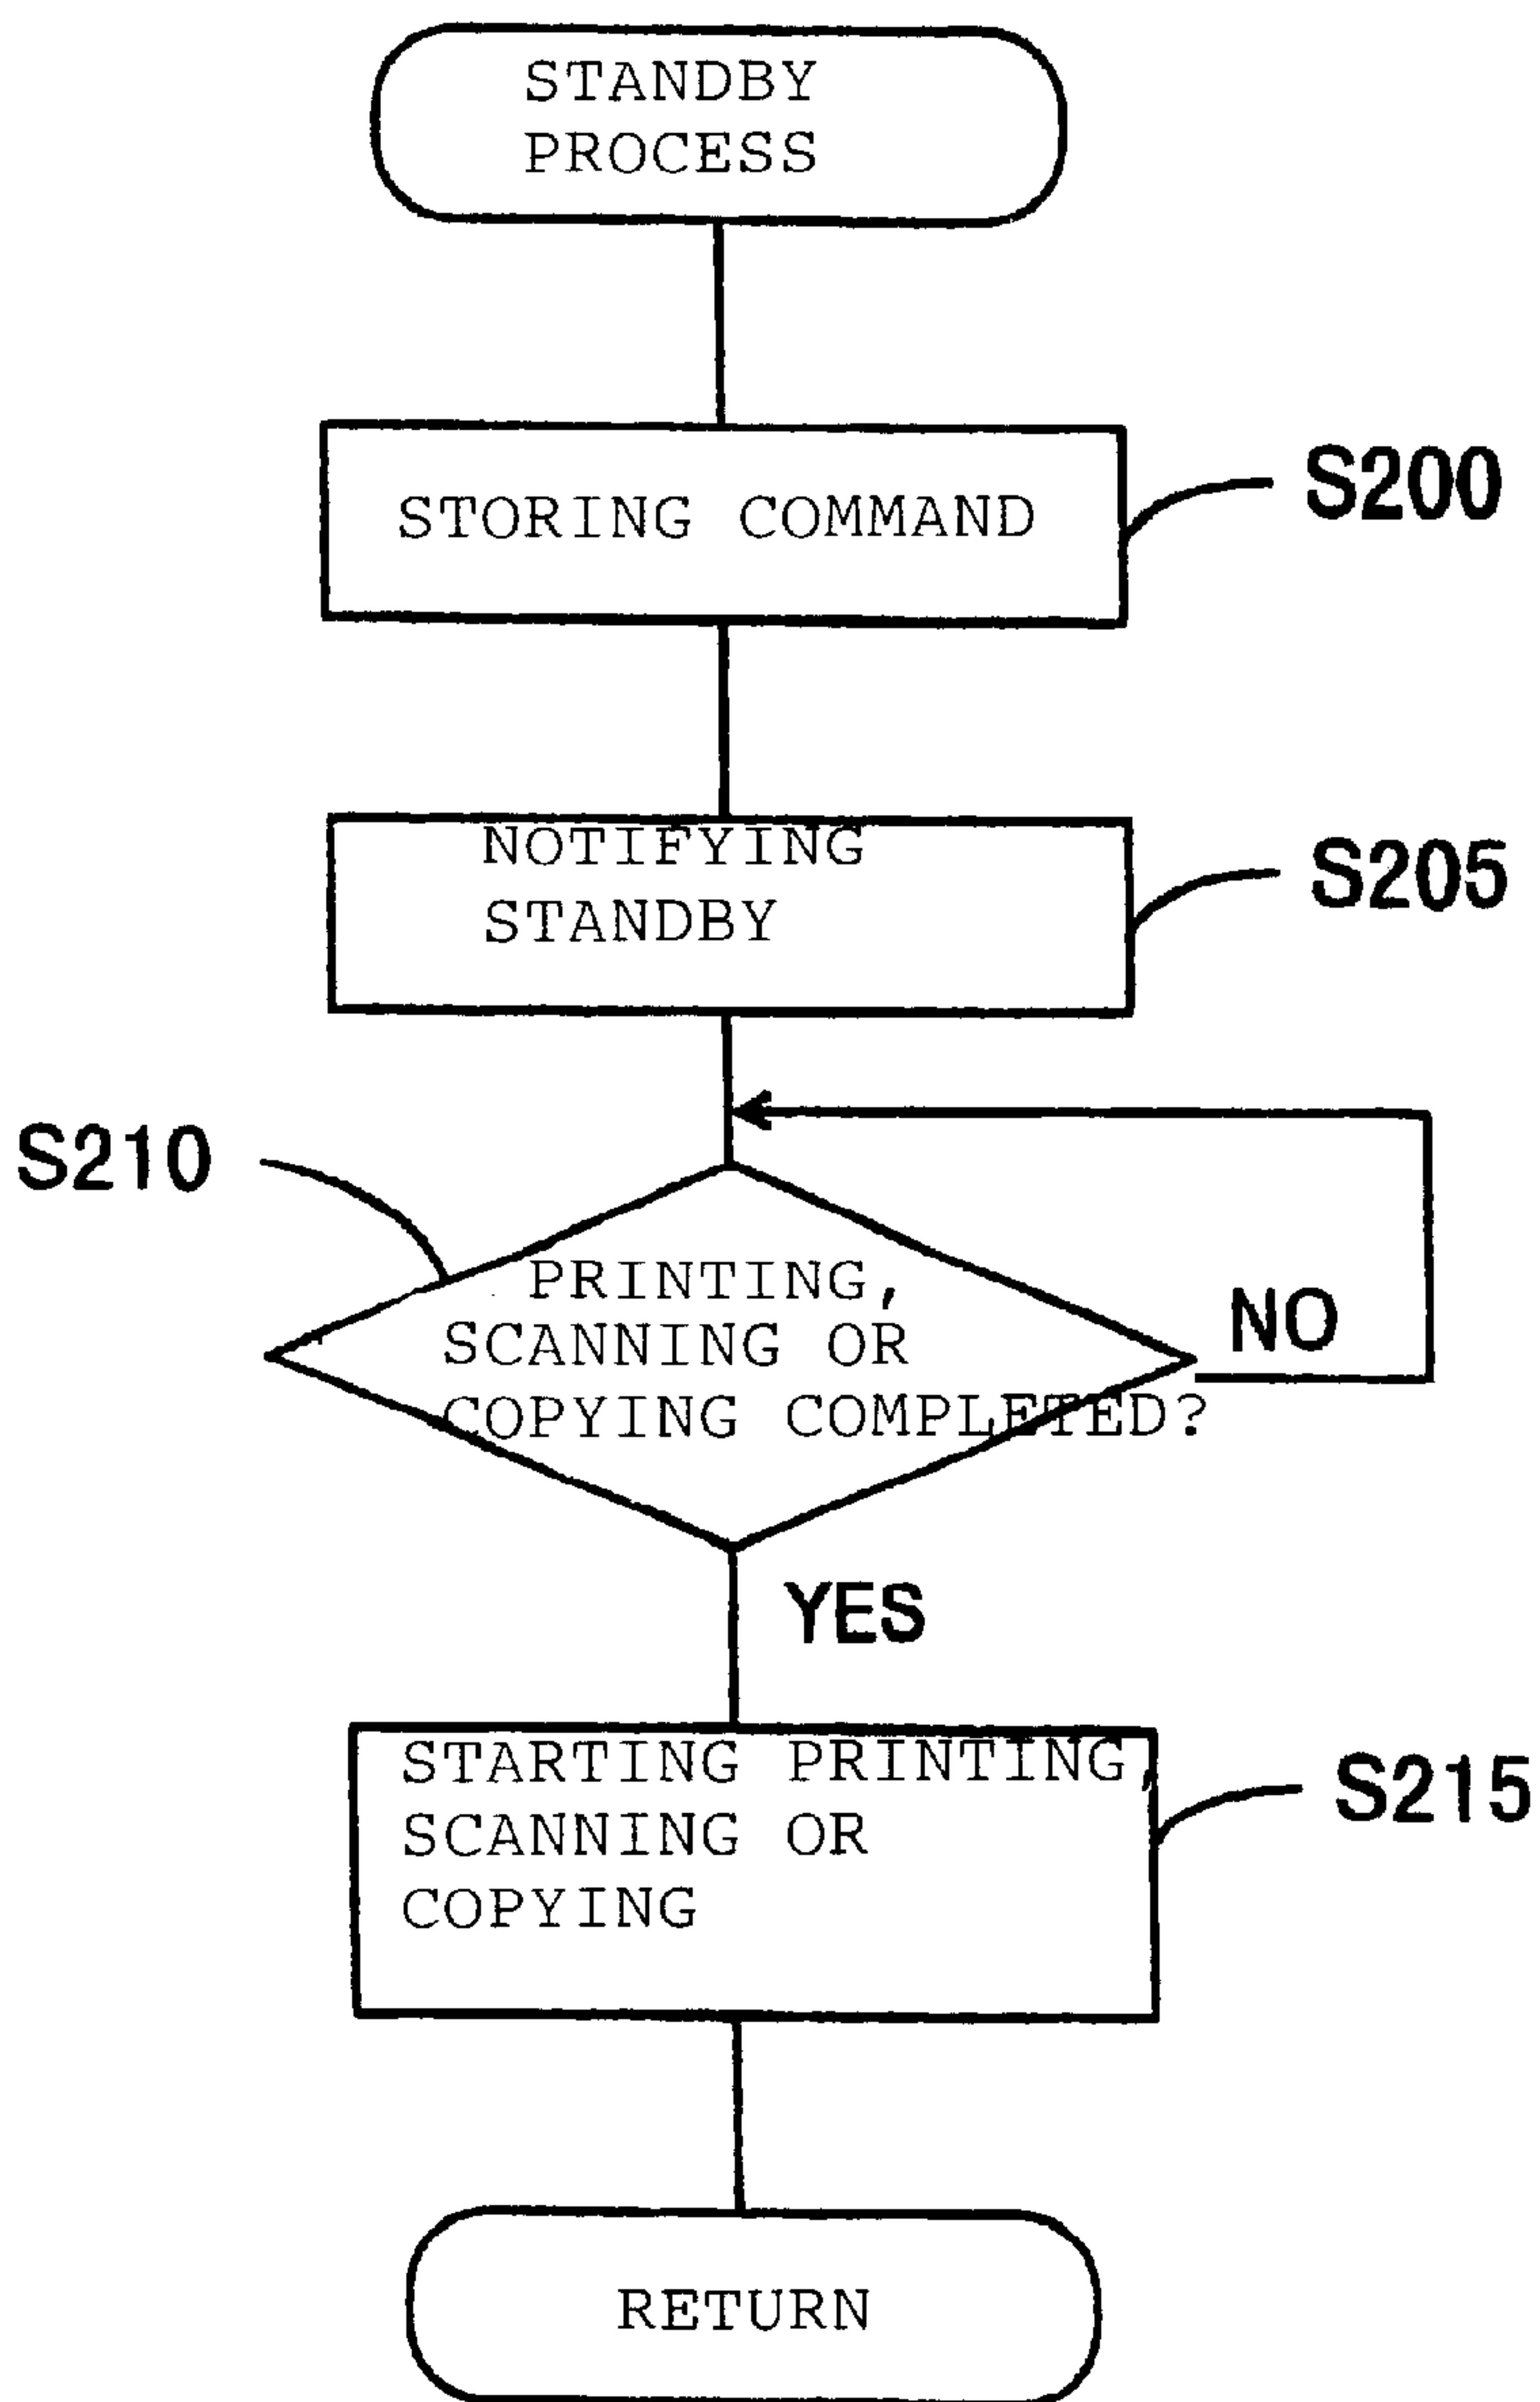 STANDBY
PROCESS
STORING COMMAND
S200
NOTIFYING
STANDBY
S205
S210
PRINTING,
SCANNING OR
COPYING COMPLETED?
NO
YES
STARTING PRINTING,
SCANNING OR
COPYING
S215
RETURN